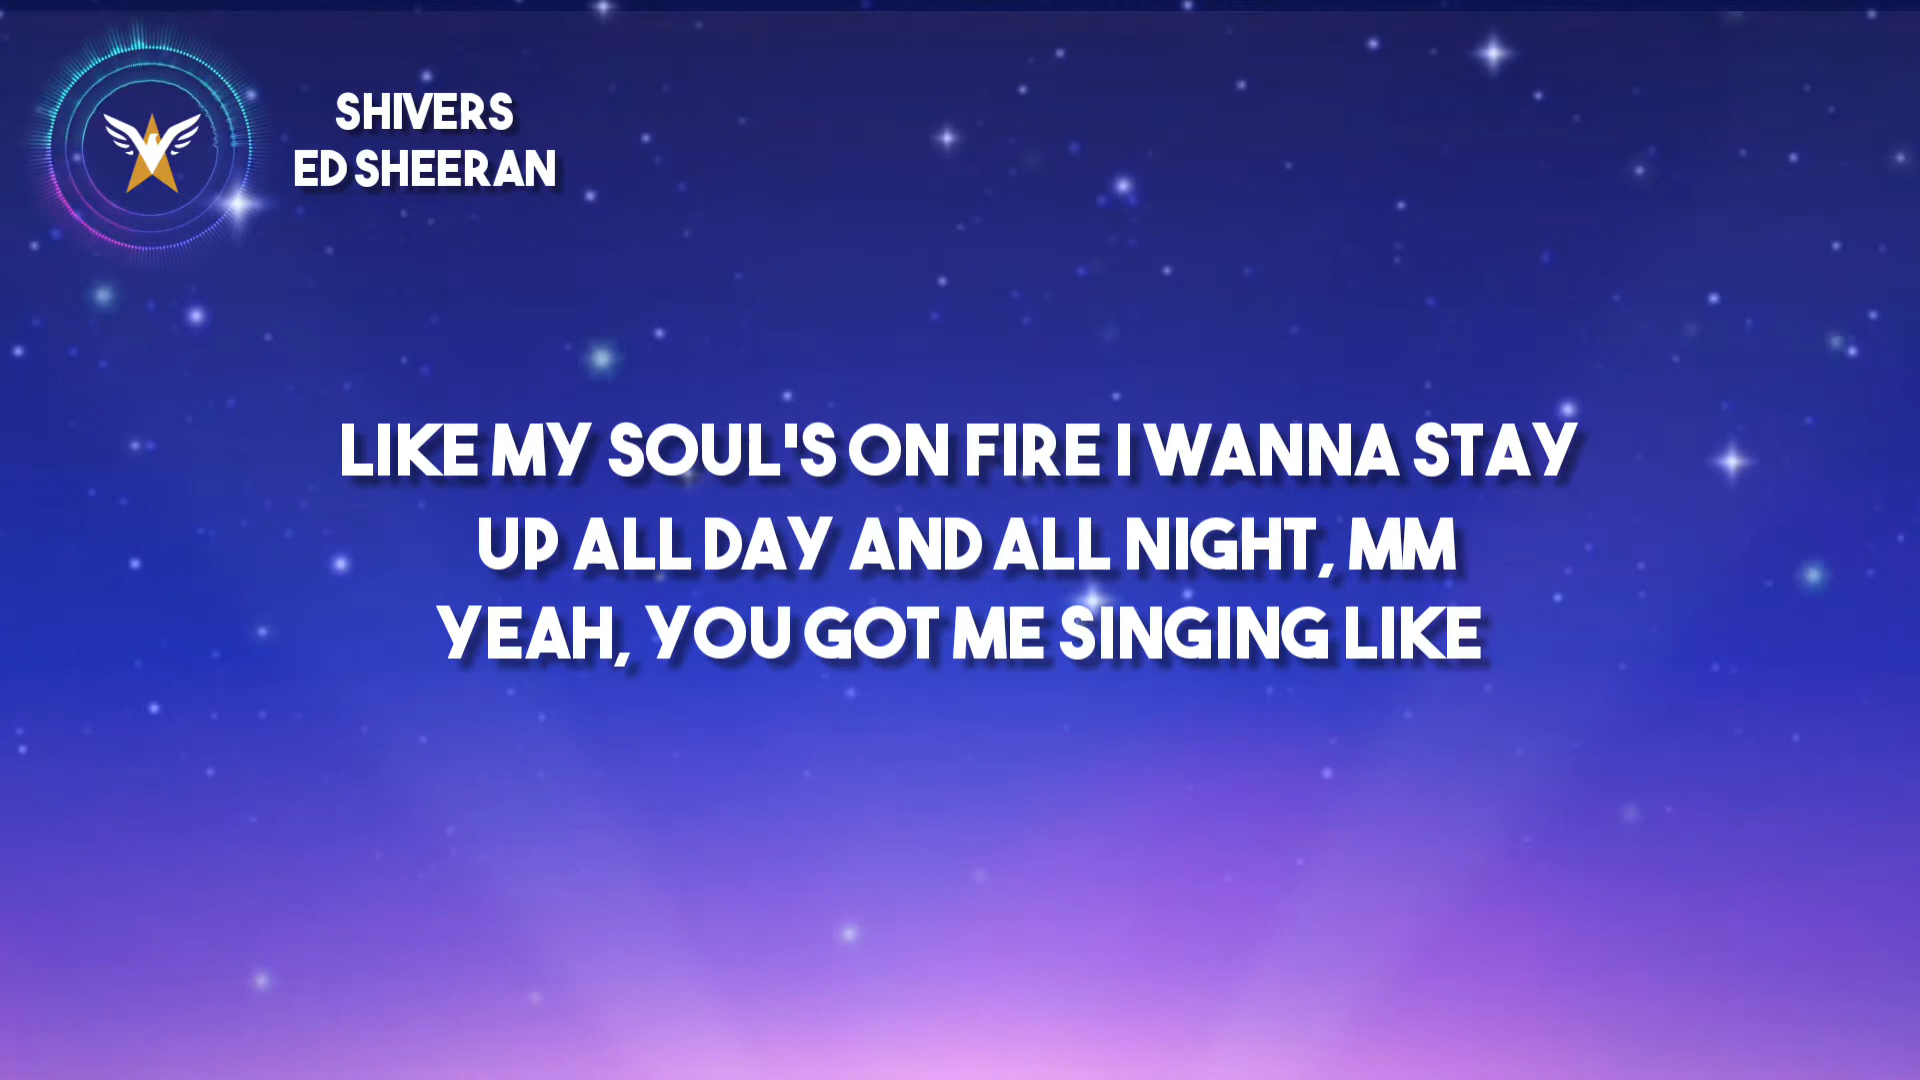 SHIVERS
ED SHEERAN
LIKE MY SOUL'S ON FIRE I WANNA STAY
UP ALL DAY AND ALL NIGHT, MM
YEAH, YOU GOT ME SINGING LIKE